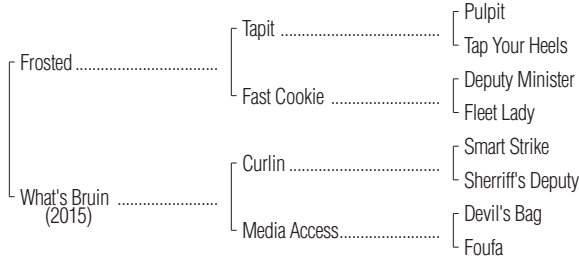 Pulpit
Tapit ................................................
Tap Your Heels
Frosted ...........................................
Deputy Minister
Fast Cookie .................................
Fleet Lady
Smart Strike
Curlin .............................................
Sherriff's Deputy
What's Bruin ..............................
(2015)
Devil's Bag
Media Access..............................
Foufa